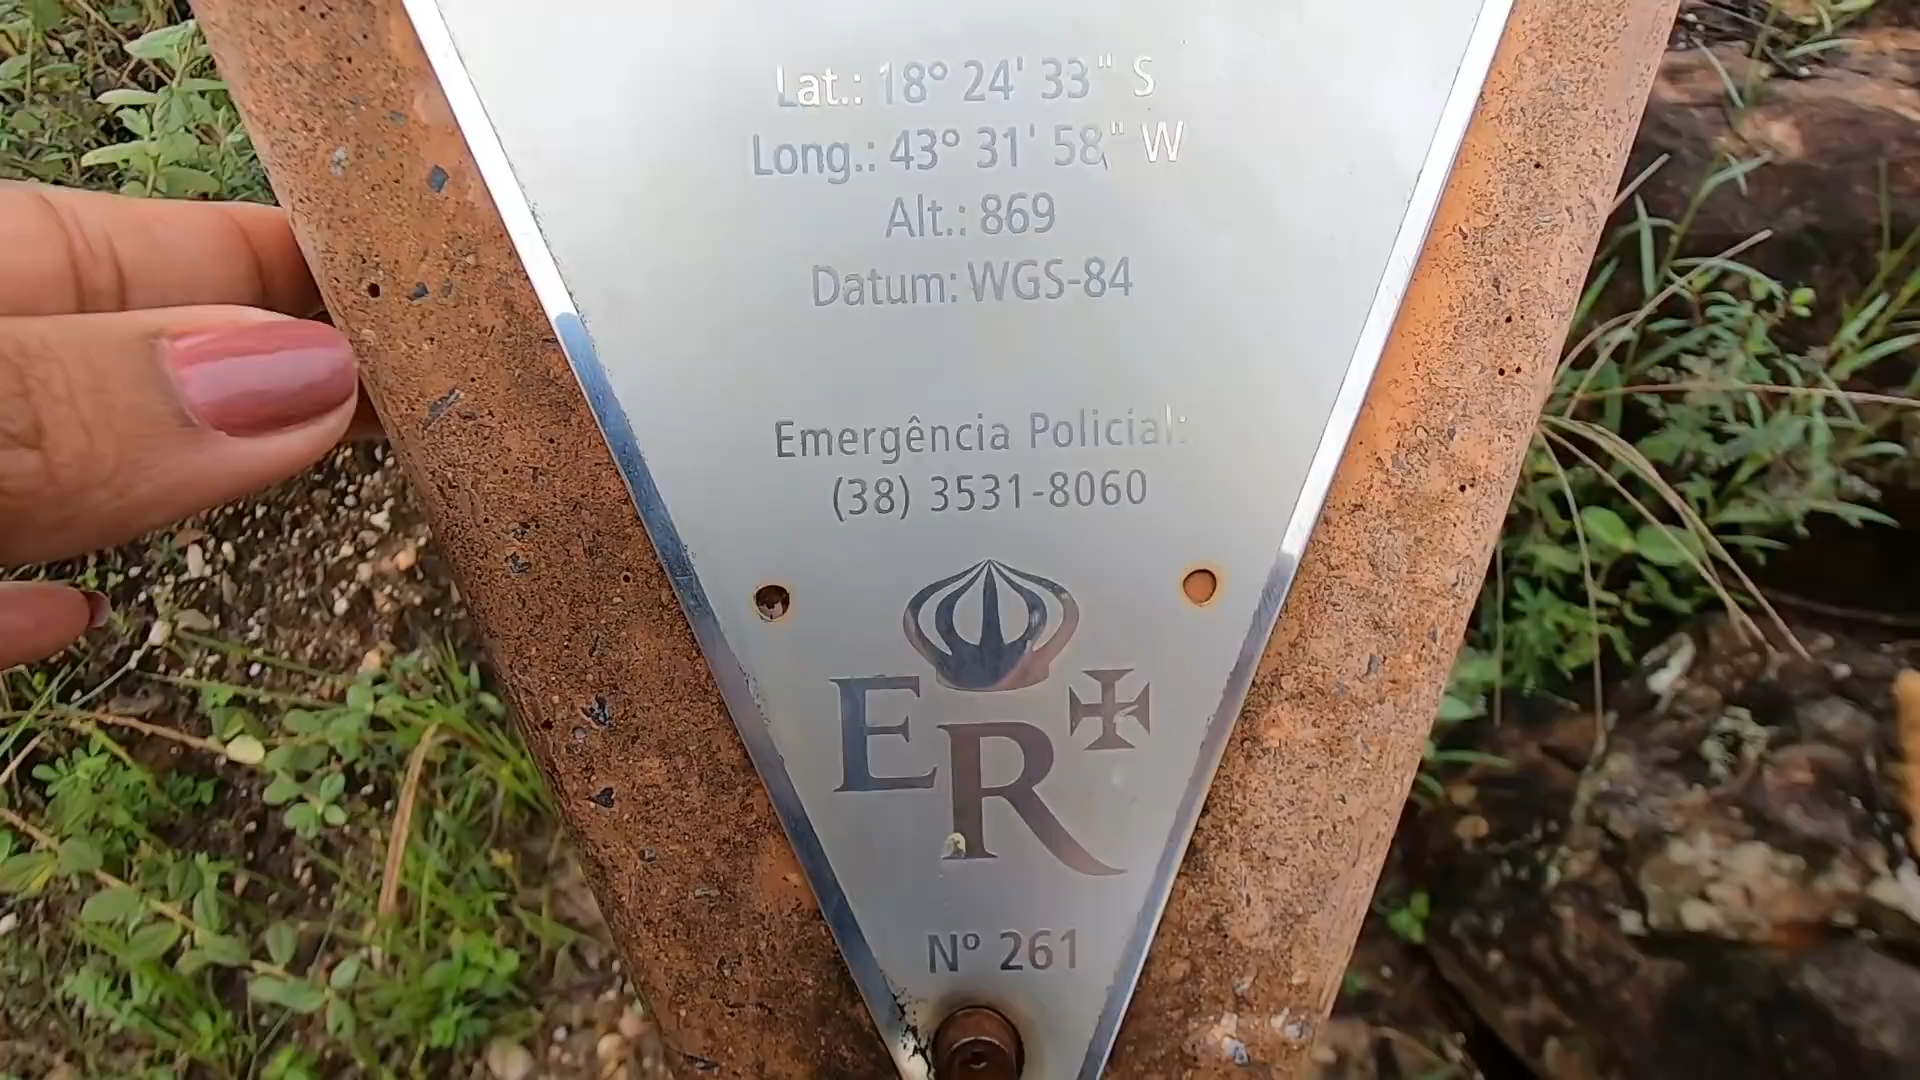 Lat.: 18° 24' 33" S
Long.: 43° 31' 58," W
Alt.: 869
Datum: WGS-84
Emergência Policial:
(38) 3531-8060
ER
Nº 261